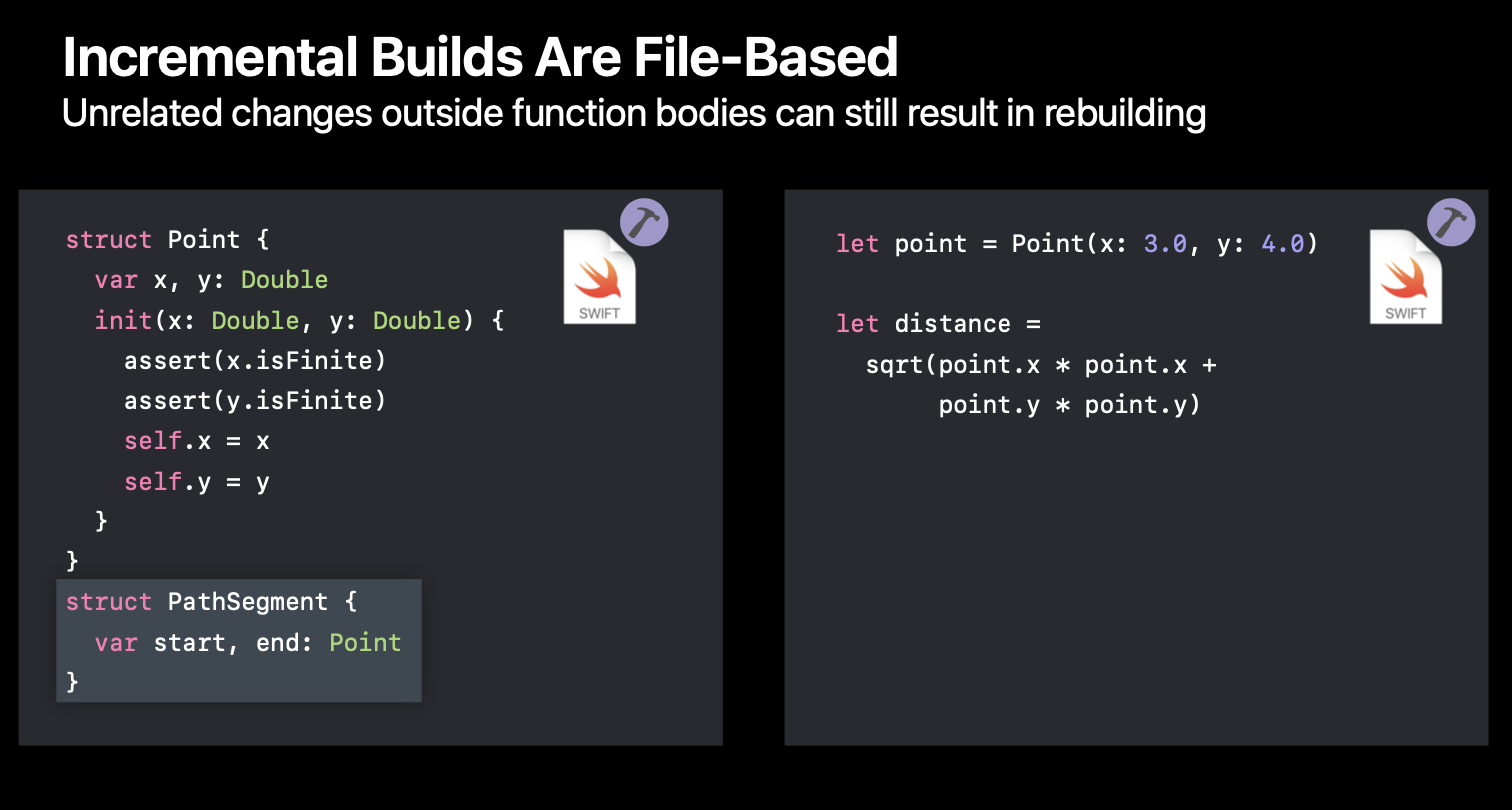 Incremental Builds Are File-Based
Unrelated changes outside function bodies can still result in rebuilding
struct Point {
  var x, y: Double
  init(x: Double, y: Double) {
    assert(x.isFinite)
    assert(y.isFinite)
    self.x = x
    self.y = y
  }
}
struct PathSegment {
  var start, end: Point
}
SWIFT
let point = Point(x: 3.0, y: 4.0)
let distance =
  sqrt(point.x * point.x +
       point.y * point.y)
SWIFT